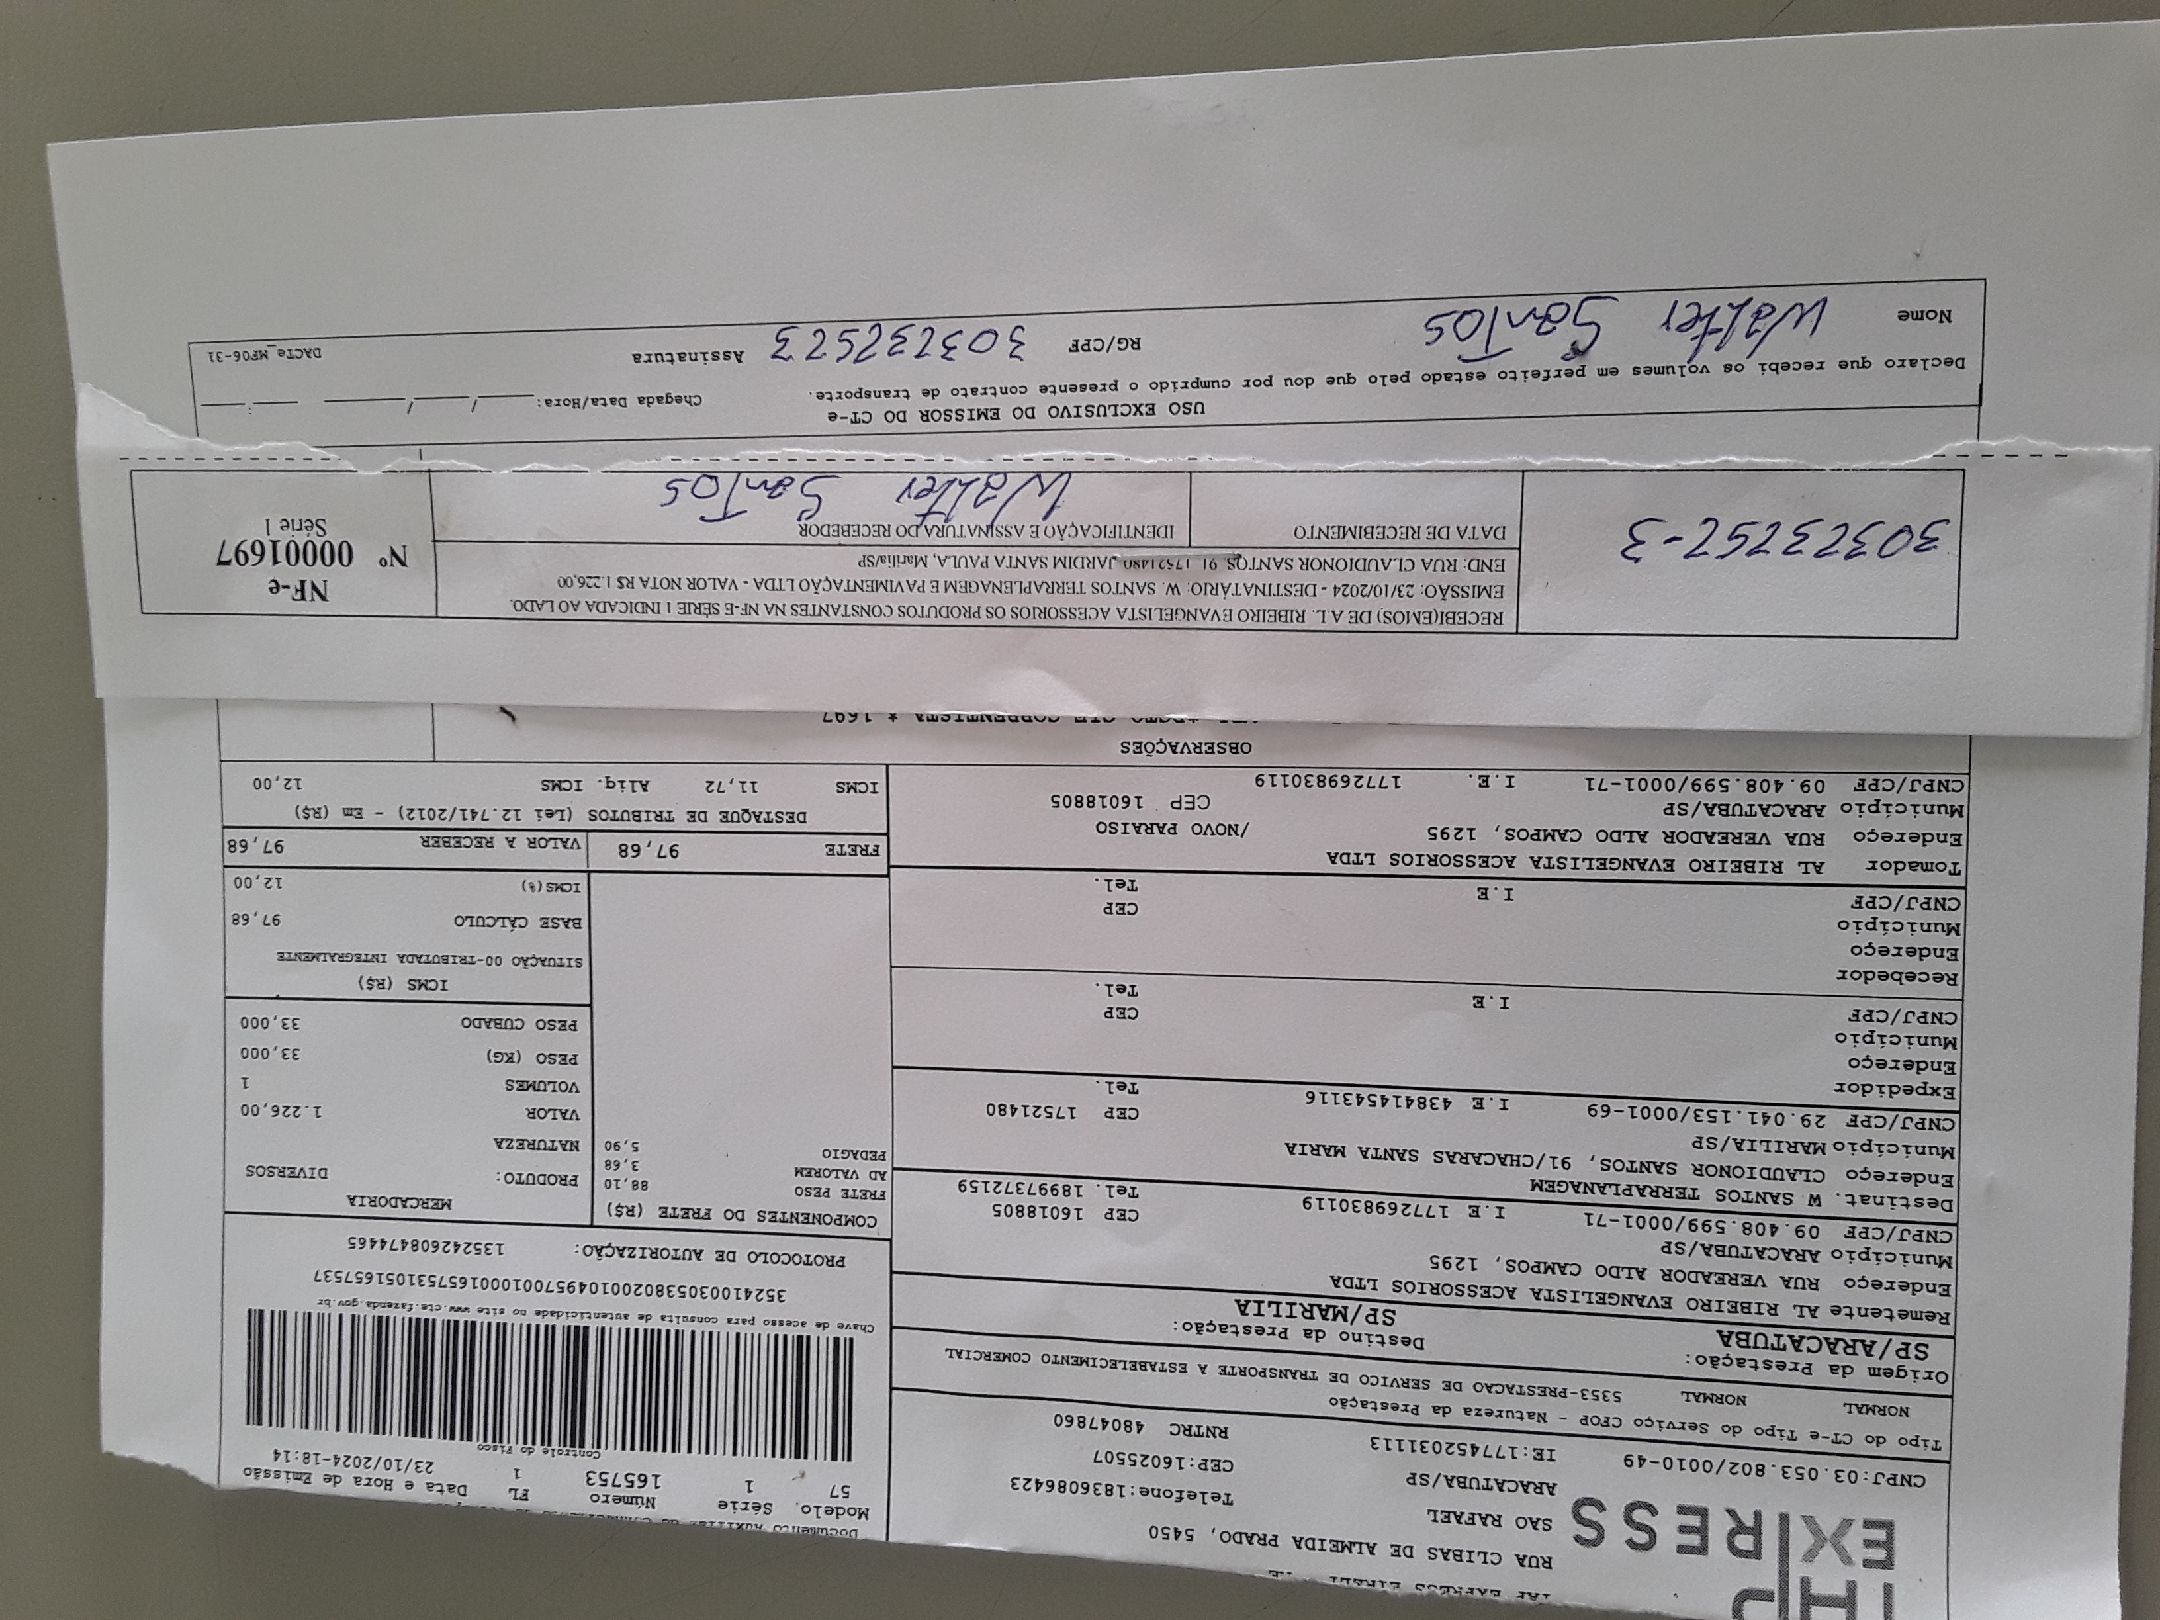 EXPRESS
RUA CLIBAS DE ALMEIDA PRADO, 5450
SAO RAFAEL
ARACATUBA/SP
Telefone:1836086423
CEP:16025507
CNPJ:03.053.802/0010-49 IE:177452031113 RNTRC 48047860
Modelo. Série Número FL Data e Hora de Emissão
57 1 165753 1 23/10/2024-18:14
Controle do Fisco
Chave de acesso para consulta de autenticidade no site www.cte.fazenda.gov.br
35241003053802001049570010001657531051657537
PROTOCOLO DE AUTORIZAÇÃO: 135242608474465
Tipo do CT-e Tipo do Serviço CFOP - Natureza da Prestação
NORMAL NORMAL 5353-PRESTACAO DE SERVICO DE TRANSPORTE A ESTABELECIMENTO COMERCIAL
Origem da Prestação: Destino da Prestação:
SP/ARACATUBA SP/MARILIA
Remetente AL RIBEIRO EVANGELISTA ACESSORIOS LTDA
Endereço RUA VEREADOR ALDO CAMPOS, 1295
Município ARACATUBA/SP CEP 16018805
CNPJ/CPF 09.408.599/0001-71 I.E 177269830119 Tel. 18997372159
Destinat. W SANTOS TERRAPLANAGEM
Endereço CLAUDIONOR SANTOS, 91/CHACARAS SANTA MARIA
Município MARILIA/SP CEP 17521480
CNPJ/CPF 29.041.153/0001-69 I.E 438414543116 Tel.
Expedidor
Endereço
Município CEP
CNPJ/CPF I.E Tel.
Recebedor
Endereço
Município CEP
CNPJ/CPF I.E Tel.
Tomador AL RIBEIRO EVANGELISTA ACESSORIOS LTDA
Endereço RUA VEREADOR ALDO CAMPOS, 1295 /NOVO PARAISO
Município ARACATUBA/SP CEP 16018805
CNPJ/CPF 09.408.599/0001-71 I.E. 177269830119
COMPONENTES DO FRETE (R$)
FRETE PESO 88,10
AD VALOREM 3,68
PEDAGIO 5,90
MERCADORIA
PRODUTO: DIVERSOS
NATUREZA
VALOR 1.226,00
VOLUMES 1
PESO (KG) 33,000
PESO CUBADO 33,000
ICMS (R$)
SITUAÇÃO 00-TRIBUTADA INTEGRALMENTE
BASE CÁLCULO 97,68
ICMS(%) 12,00
FRETE 97,68 VALOR A RECEBER 97,68
DESTAQUE DE TRIBUTOS (Lei 12.741/2012) - Em (R$)
ICMS 11,72 Aliq. ICMS 12,00
OBSERVAÇÕES
CORRENTISTA * 1697
RECEBI(EMOS) DE A L RIBEIRO EVANGELISTA ACESSORIOS OS PRODUTOS CONSTANTES NA NF-E SÉRIE 1 INDICADA AO LADO.
EMISSÃO: 23/10/2024 - DESTINATÁRIO: W. SANTOS TERRAPLENAGEM E PAVIMENTAÇÃO LTDA - VALOR NOTA R$ 1.226,00
END: RUA CLAUDIONOR SANTOS, 91 17521480 JARDIM SANTA PAULA, Marília/SP
DATA DE RECEBIMENTO IDENTIFICAÇÃO E ASSINATURA DO RECEBEDOR
30323252-3 Walter Santos
NF-e
Nº 00001697
Série 1
USO EXCLUSIVO DO EMISSOR DO CT-e
Declaro que recebi os volumes em perfeito estado pelo que dou por cumprido o presente contrato de transporte.
Chegada Data/Hora: ____/____/____ __:__
Nome Walter Santos RG/CPF 303232523 Assinatura
DACTe_MF06-31